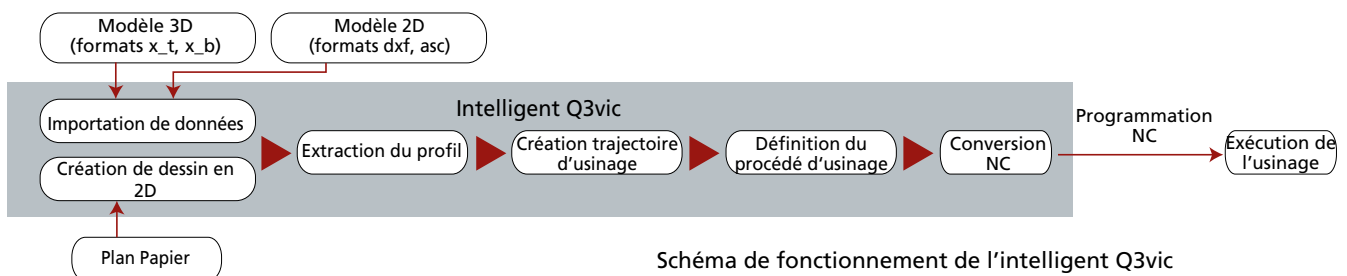 Modèle 3D
(formats x_t, x_b)
Modèle 2D
(formats dxf, asc)
Intelligent Q3vic
Importation de données
Création de dessin en
2D
Extraction du profil
Création trajectoire
d'usinage
Définition du
procédé d'usinage
Conversion
NC
Programmation
NC
Exécution de
l'usinage
Plan Papier
Schéma de fonctionnement de l'intelligent Q3vic